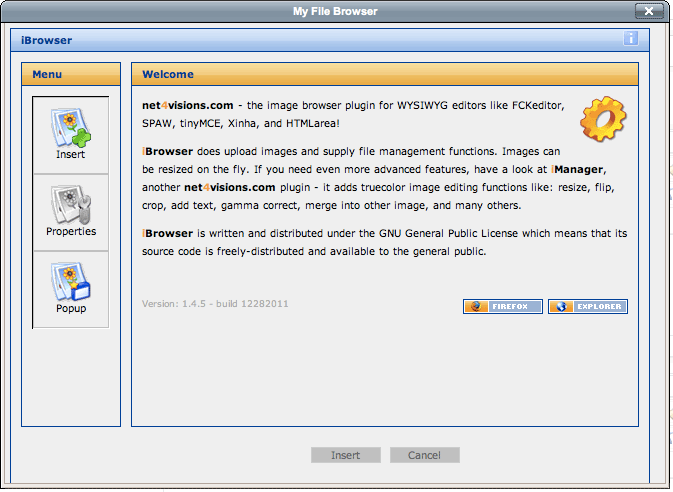 My File Browser
iBrowser
i
Menu
Insert
Properties
Popup
Welcome
net4visions.com - the image browser plugin for WYSIWYG editors like FCKeditor,
SPAW, tinyMCE, Xinha, and HTMLarea!
iBrowser does upload images and supply file management functions. Images can
be resized on the fly. If you need even more advanced features, have a look at iManager,
another net4visions.com plugin - it adds truecolor image editing functions like: resize, flip,
crop, add text, gamma correct, merge into other image, and many others.
iBrowser is written and distributed under the GNU General Public License which means that its
source code is freely-distributed and available to the general public.
Version: 1.4.5 - build 12282011
FIREFOX
EXPLORER
Insert
Cancel